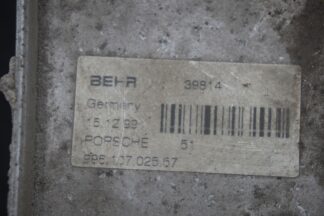 BEHR 39814
Germany
15.12.99
PORSCHE 51
996.107.025.57